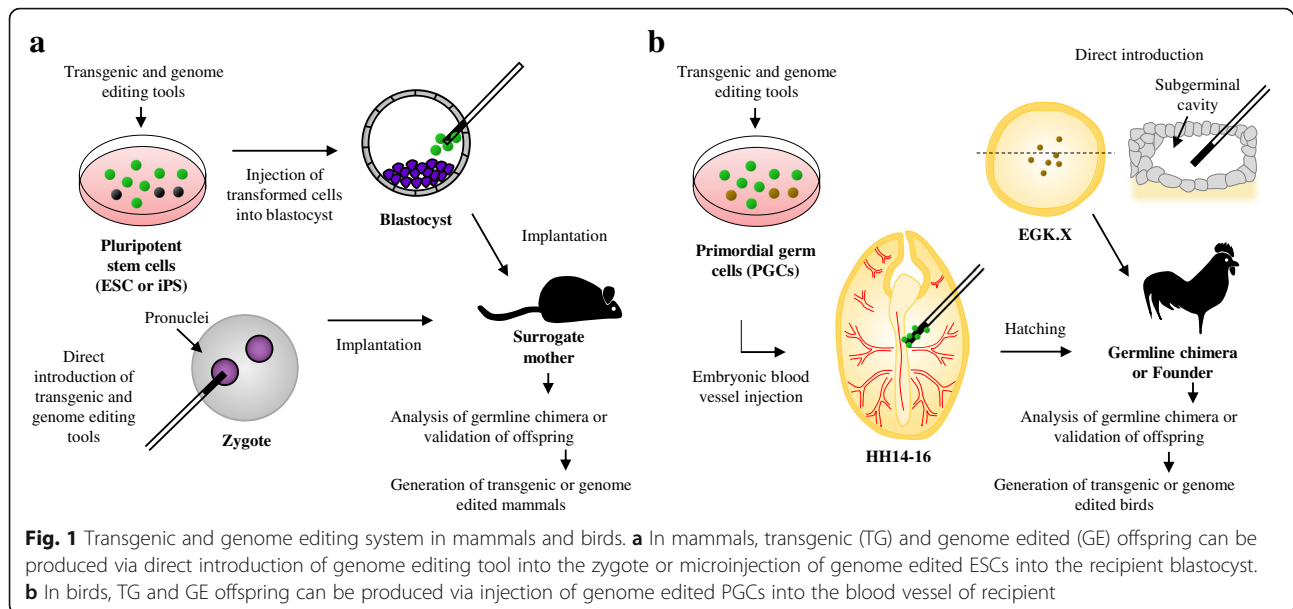 a
Transgenic and genome
editing tools
Pluripotent
stem cells
(ESC or iPS)
Injection of
transformed cells
into blastocyst
Blastocyst
Implantation
Pronuclei
Direct
introduction of
transgenic and
genome editing
tools
Zygote
Implantation
Surrogate
mother
Analysis of germline chimera or
validation of offspring
Generation of transgenic or genome
edited mammals
b
Transgenic and genome
editing tools
Primordial germ
cells (PGCs)
Embryonic blood
vessel injection
HH14-16
Direct introduction
Subgerminal
cavity
EGK.X
Hatching
Germline chimera
or Founder
Analysis of germline chimera or
validation of offspring
Generation of transgenic or genome
edited birds
Fig. 1 Transgenic and genome editing system in mammals and birds. a In mammals, transgenic (TG) and genome edited (GE) offspring can be
produced via direct introduction of genome editing tool into the zygote or microinjection of genome edited ESCs into the recipient blastocyst.
b In birds, TG and GE offspring can be produced via injection of genome edited PGCs into the blood vessel of recipient